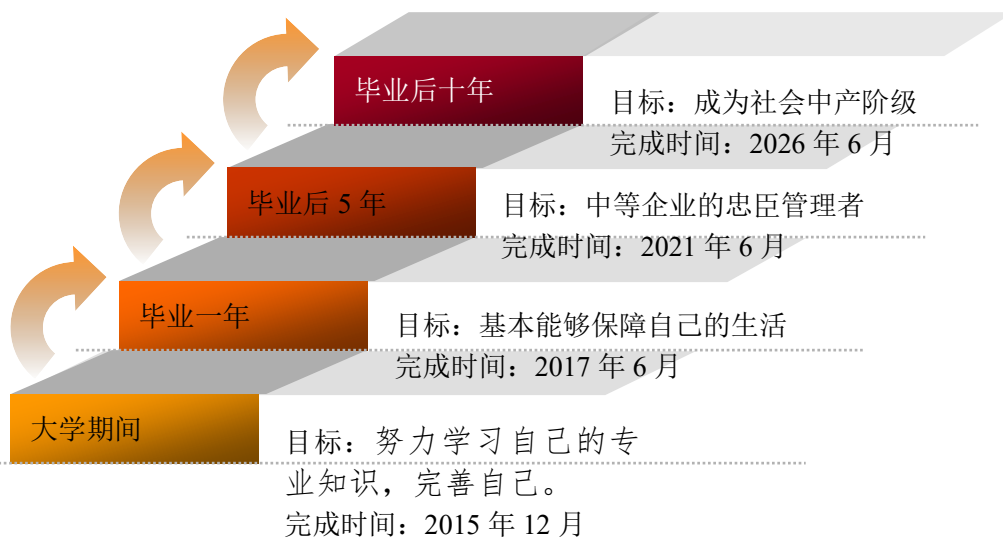 毕业后十年
目标：成为社会中产阶级
完成时间：2026 年 6 月
毕业后 5 年
目标：中等企业的忠臣管理者
完成时间：2021 年 6 月
毕业一年
目标：基本能够保障自己的生活
完成时间：2017 年 6 月
大学期间
目标：努力学习自己的专
业知识，完善自己。
完成时间：2015 年 12 月